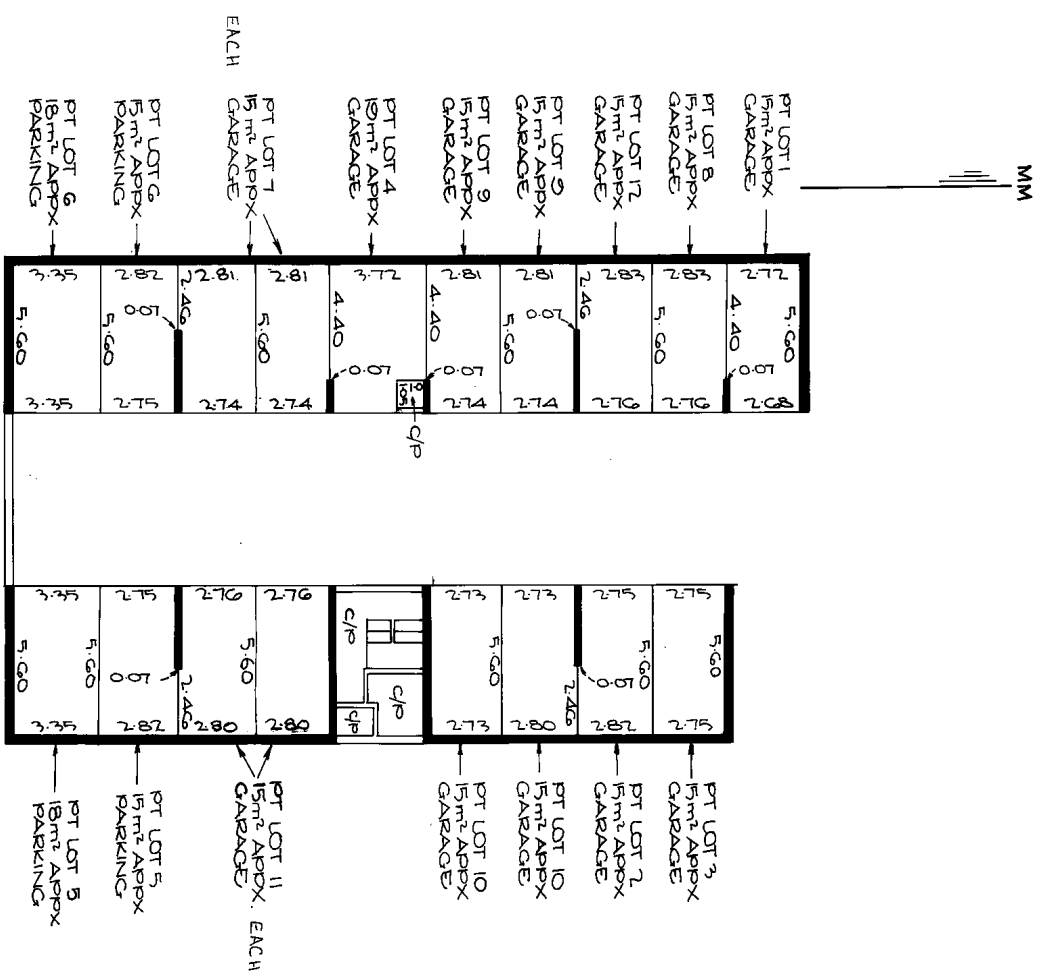 MM
EACH
PT LOT 6
18m² APPX
PARKING
PT LOT 6
15m² APPX
PARKING
PT LOT 7
15m² APPX
GARAGE
PT LOT 4
19m² APPX
GARAGE
PT LOT 9
15m² APPX
GARAGE
PT LOT 9
15m² APPX
GARAGE
PT LOT 12
15m² APPX
GARAGE
PT LOT 8
15m² APPX
GARAGE
PT LOT 1
15m² APPX
GARAGE
3.35
2.82
2.81
2.81
3.72
2.81
2.81
2.83
2.83
2.72
5.60
5.60
0.07
2.46
5.60
4.40
0.07
4.40
0.07
5.60
0.07
2.46
5.60
4.40
0.07
5.60
3.35
2.75
2.74
2.74
1.05
C/P
2.74
2.74
2.76
2.76
2.68
3.35
2.75
2.76
2.76
2.73
2.73
2.75
2.75
5.60
5.60
0.07
2.46
5.60
C/P
C/P
C/P
5.60
2.46
0.07
5.60
5.60
3.35
2.82
2.80
2.80
2.73
2.80
2.82
2.75
PT LOT 5
18m² APPX
PARKING
PT LOT 5
15m² APPX
PARKING
PT LOT 11
15m² APPX. EACH
GARAGE
PT LOT 10
15m² APPX
GARAGE
PT LOT 10
15m² APPX
GARAGE
PT LOT 2
15m² APPX
GARAGE
PT LOT 3
15m² APPX
GARAGE